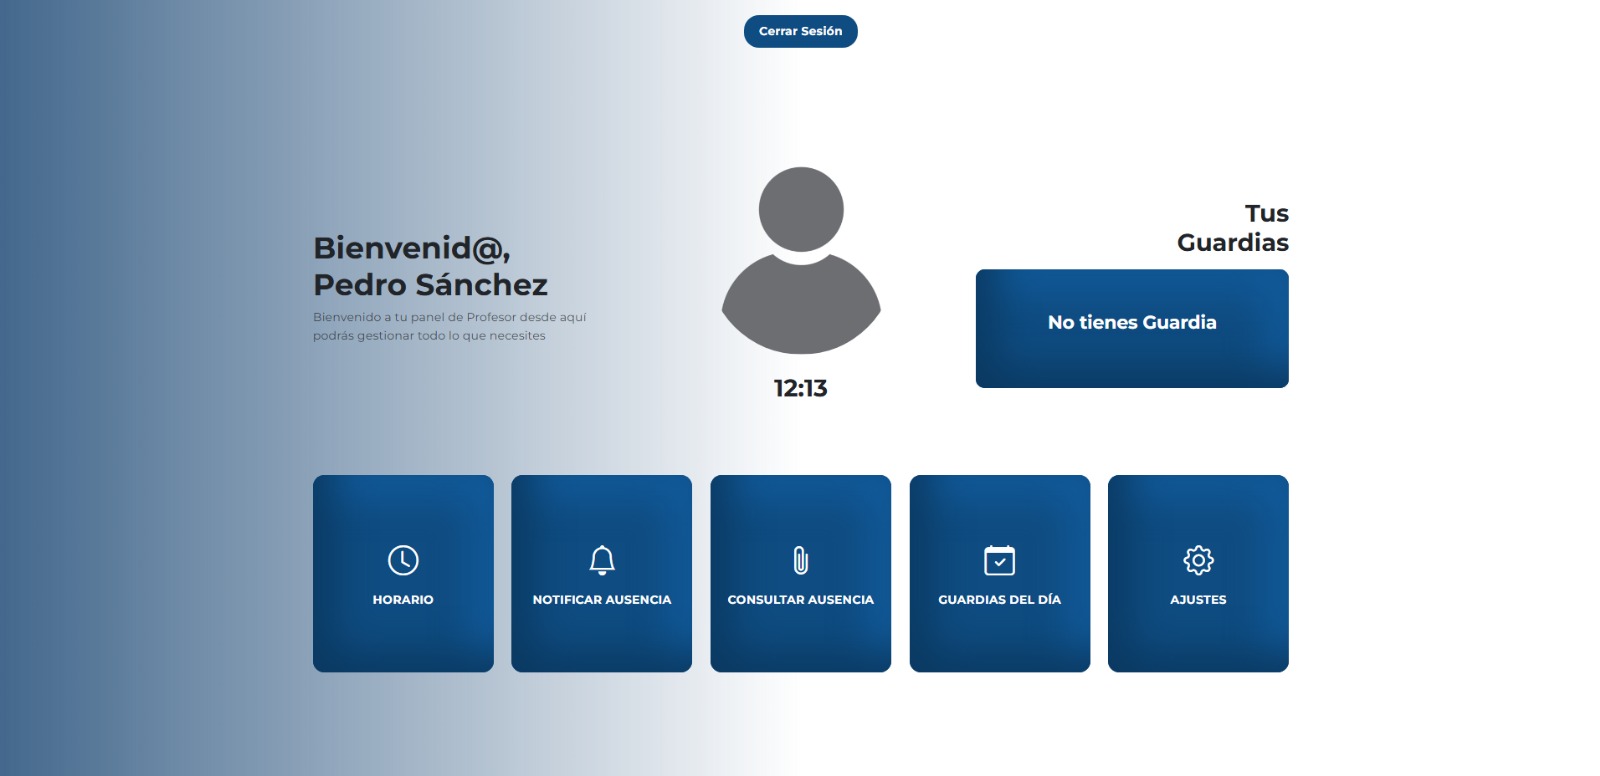 Cerrar Sesión
Bienvenid@,
Pedro Sánchez
Bienvenido a tu panel de Profesor desde aquí
podrás gestionar todo lo que necesites
12:13
Tus
Guardias
No tienes Guardia
HORARIO
NOTIFICAR AUSENCIA
CONSULTAR AUSENCIA
GUARDIAS DEL DÍA
AJUSTES